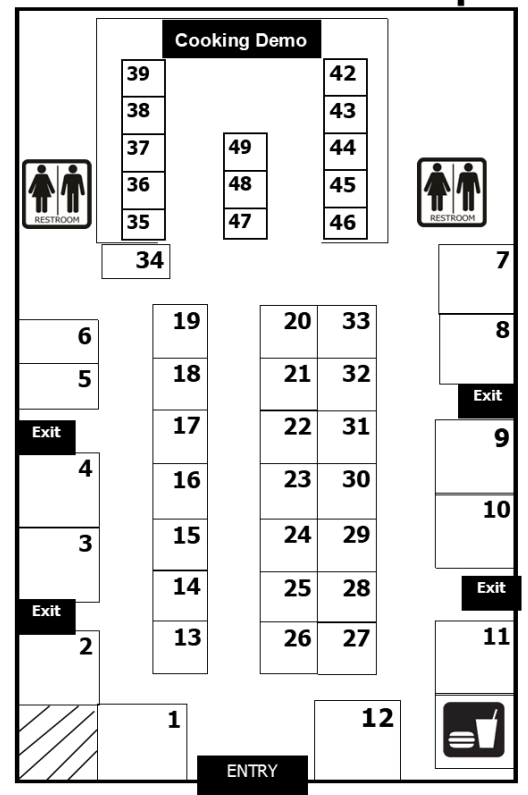 Cooking Demo
39 42
38 43
37 49 44
36 48 45
35 47 46
RESTROOM RESTROOM
34 7
19 20 33
6 8
5 18 21 32
Exit
Exit 17 22 31 9
4 16 23 30
10
3 15 24 29
14 25 28 Exit
Exit
2 13 26 27 11
1 12
ENTRY